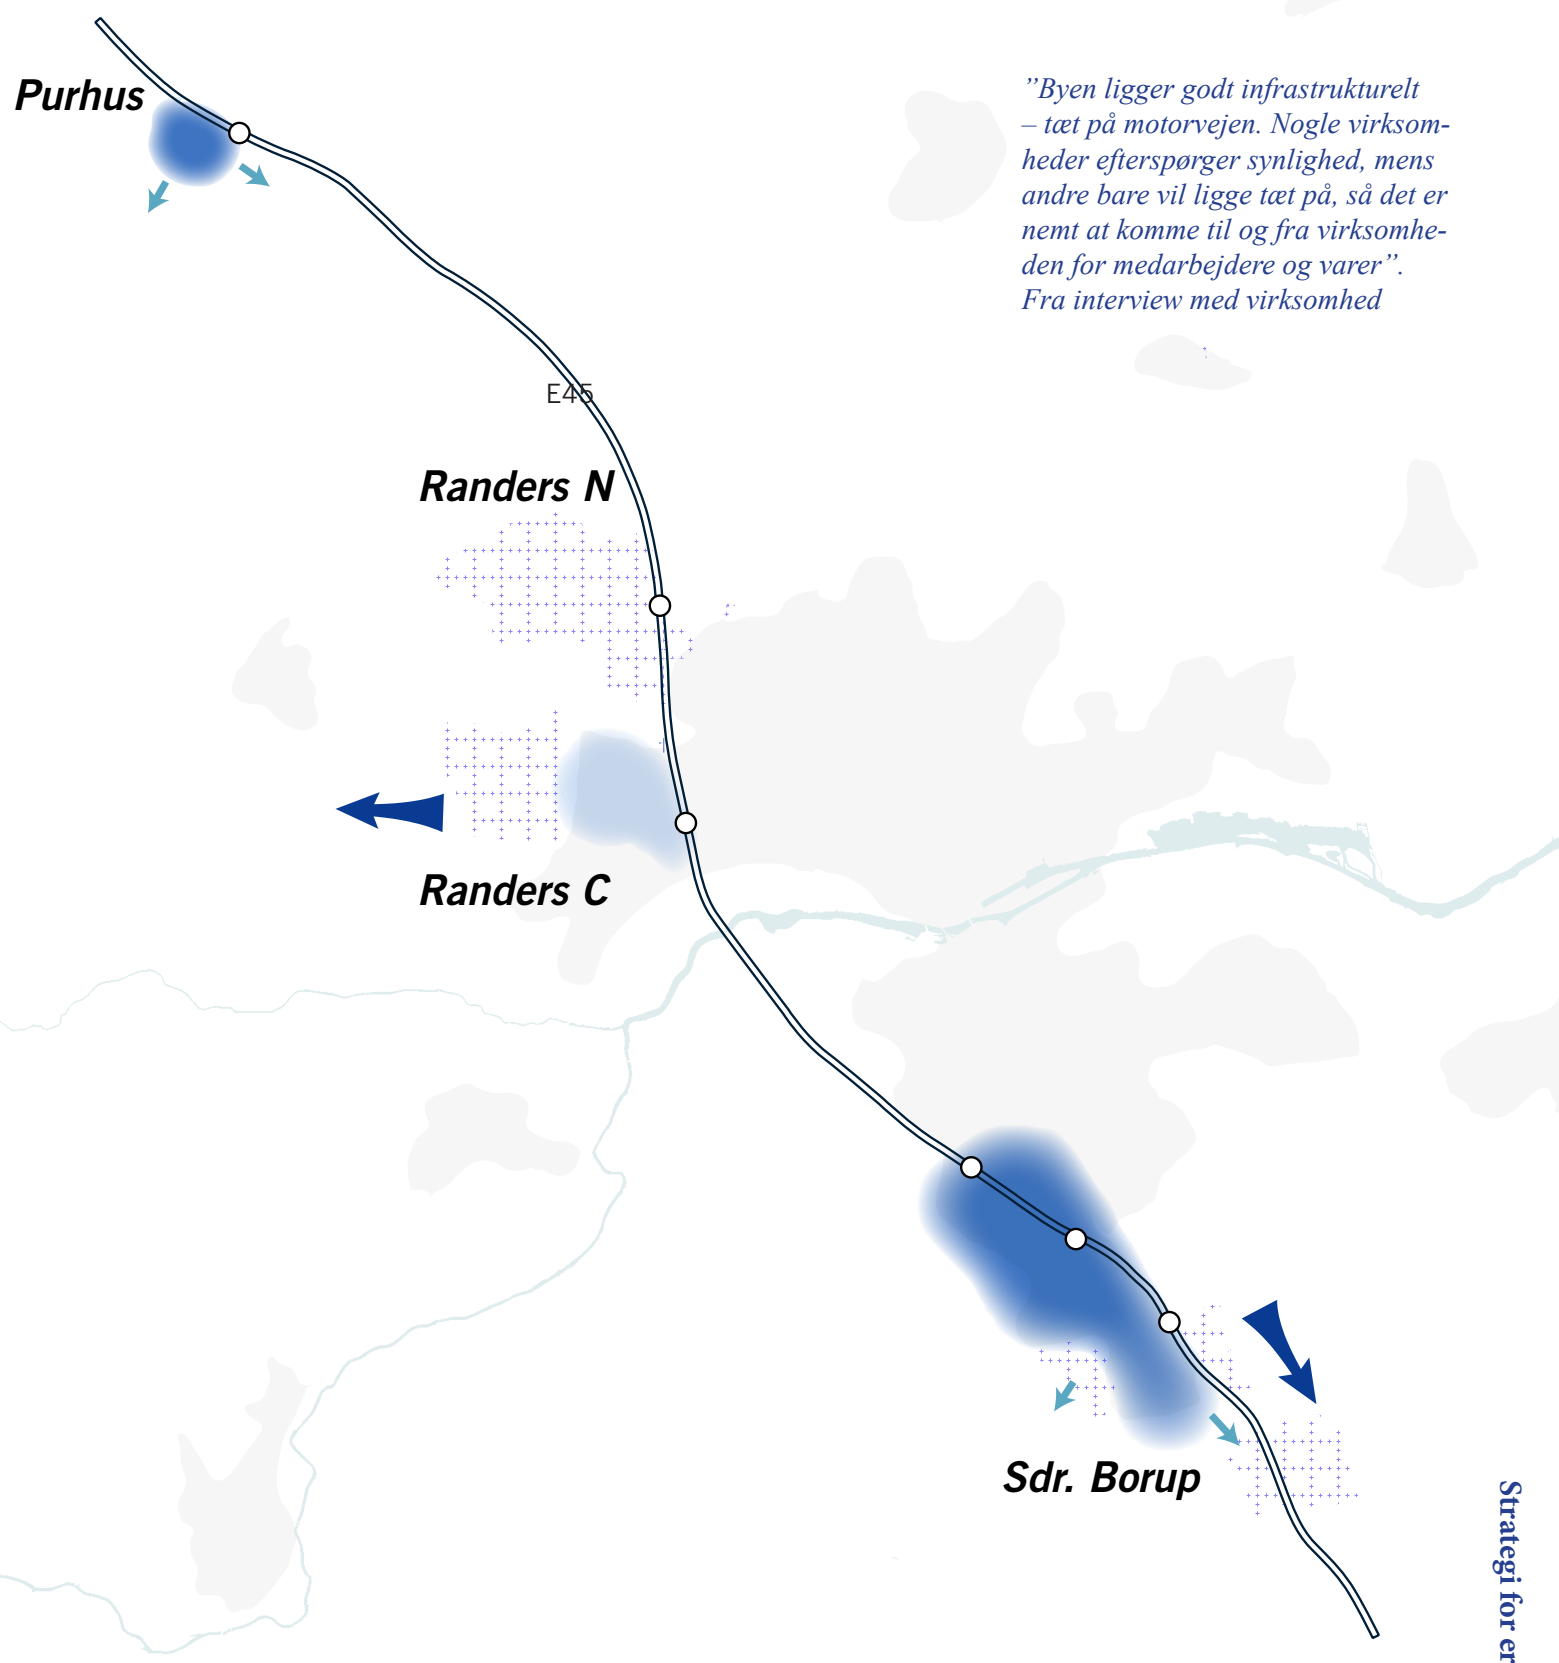 Purhus
”Byen ligger godt infrastrukturelt
– tæt på motorvejen. Nogle virksom-
heder efterspørger synlighed, mens
andre bare vil ligge tæt på, så det er
nemt at komme til og fra virksomhe-
den for medarbejdere og varer”.
Fra interview med virksomhed
E45
Randers N
Randers C
Sdr. Borup
Strategi for er